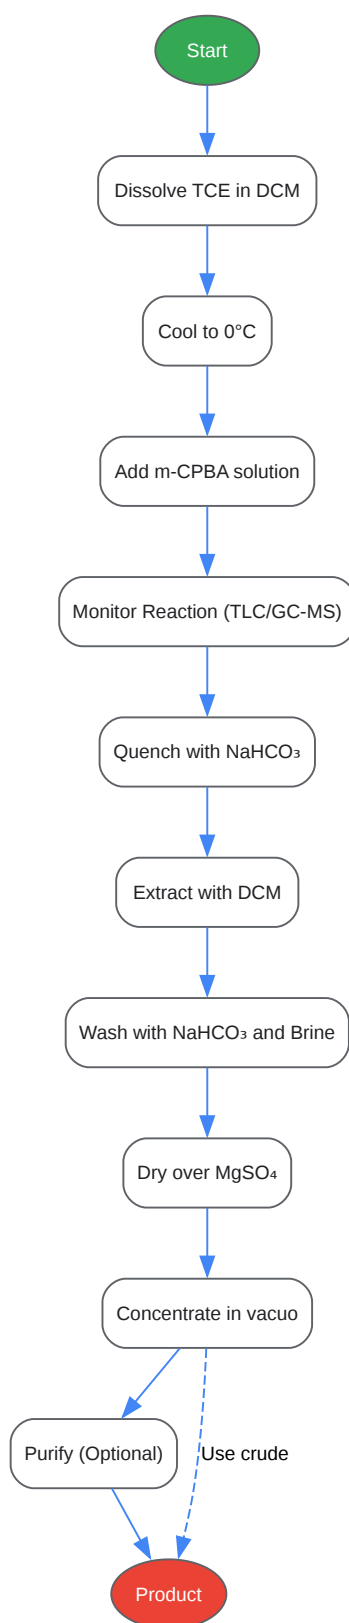 Start
Dissolve TCE in DCM
Cool to 0°C
Add m-CPBA solution
Monitor Reaction (TLC/GC-MS)
Quench with NaHCO₃
Extract with DCM
Wash with NaHCO₃ and Brine
Dry over MgSO₄
Concentrate in vacuo
Purify (Optional)
Use crude
Product